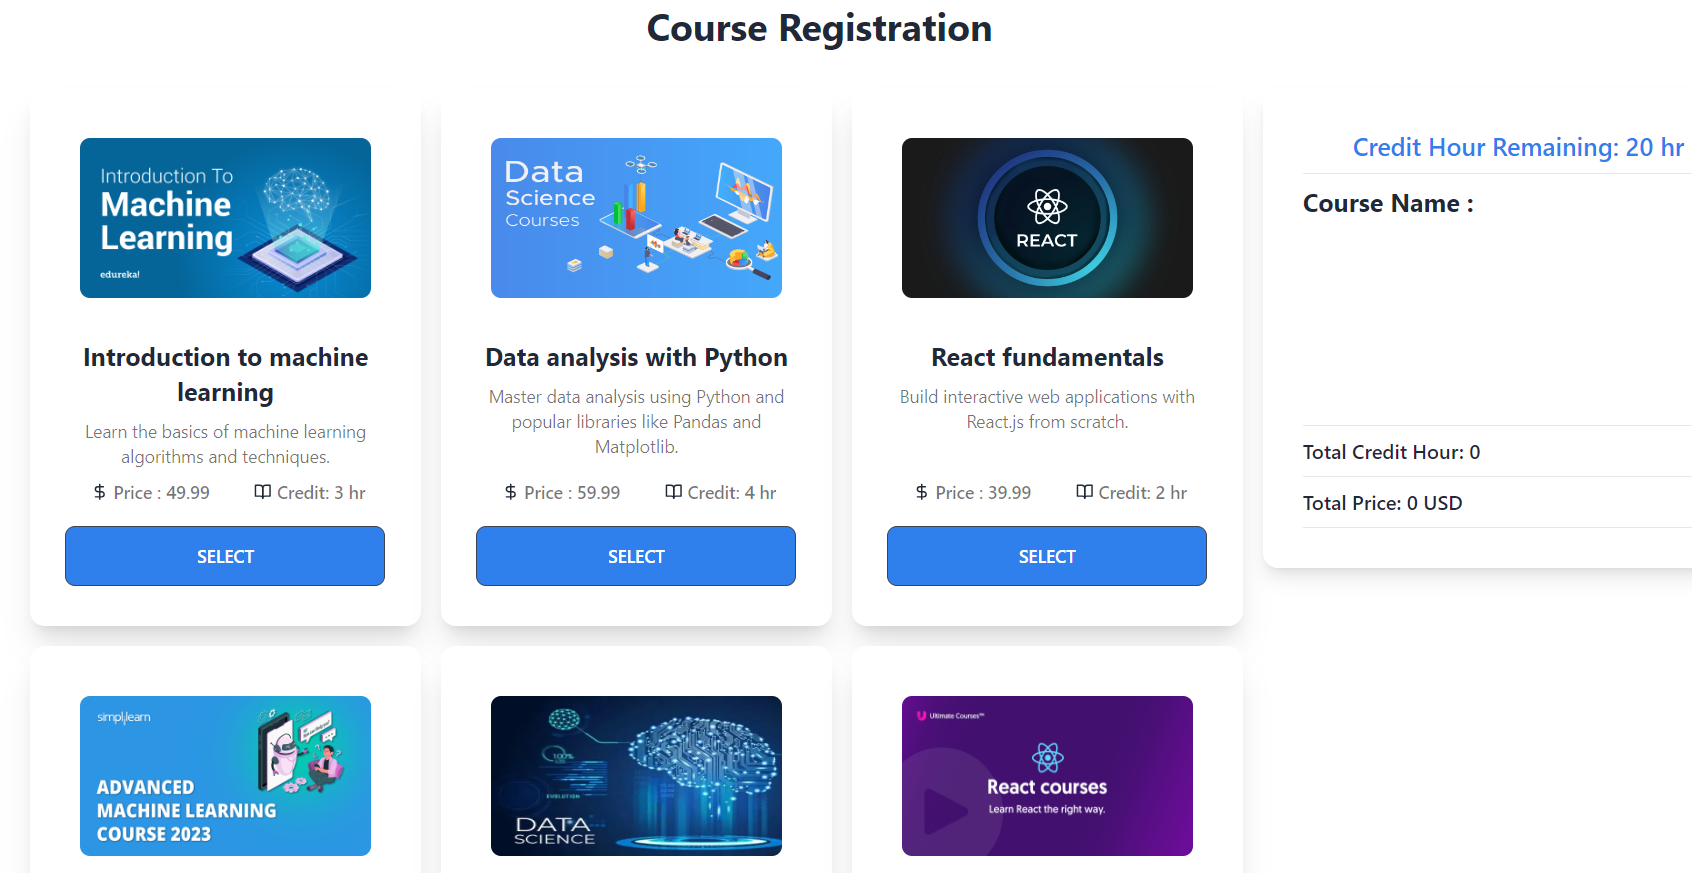 Course Registration
Introduction To
Machine
Learning
edureka!
Introduction to machine
learning
Learn the basics of machine learning
algorithms and techniques.
Price : 49.99
Credit: 3 hr
SELECT
Data
Science
Courses
Data analysis with Python
Master data analysis using Python and
popular libraries like Pandas and
Matplotlib.
Price : 59.99
Credit: 4 hr
SELECT
REACT
React fundamentals
Build interactive web applications with
React.js from scratch.
Price : 39.99
Credit: 2 hr
SELECT
Credit Hour Remaining: 20 hr
Course Name :
Total Credit Hour: 0
Total Price: 0 USD
simplilearn
ADVANCED
MACHINE LEARNING
COURSE 2023
100%
EVOLUTION
DATA
SCIENCE
Ultimate Courses™
React courses
Learn React the right way.